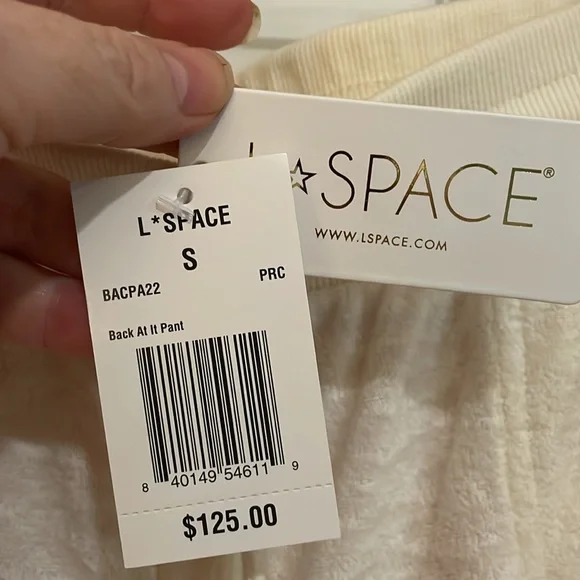 L☆SPACE®
WWW.LSPACE.COM
L*SPACE
S
BACPA22 PRC
Back At It Pant
8 40149 54611 9
$125.00